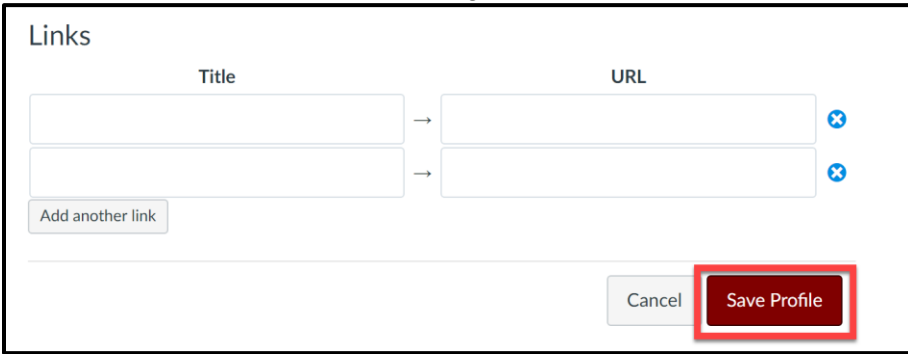 Links
Title URL
→
→
Add another link
Cancel Save Profile